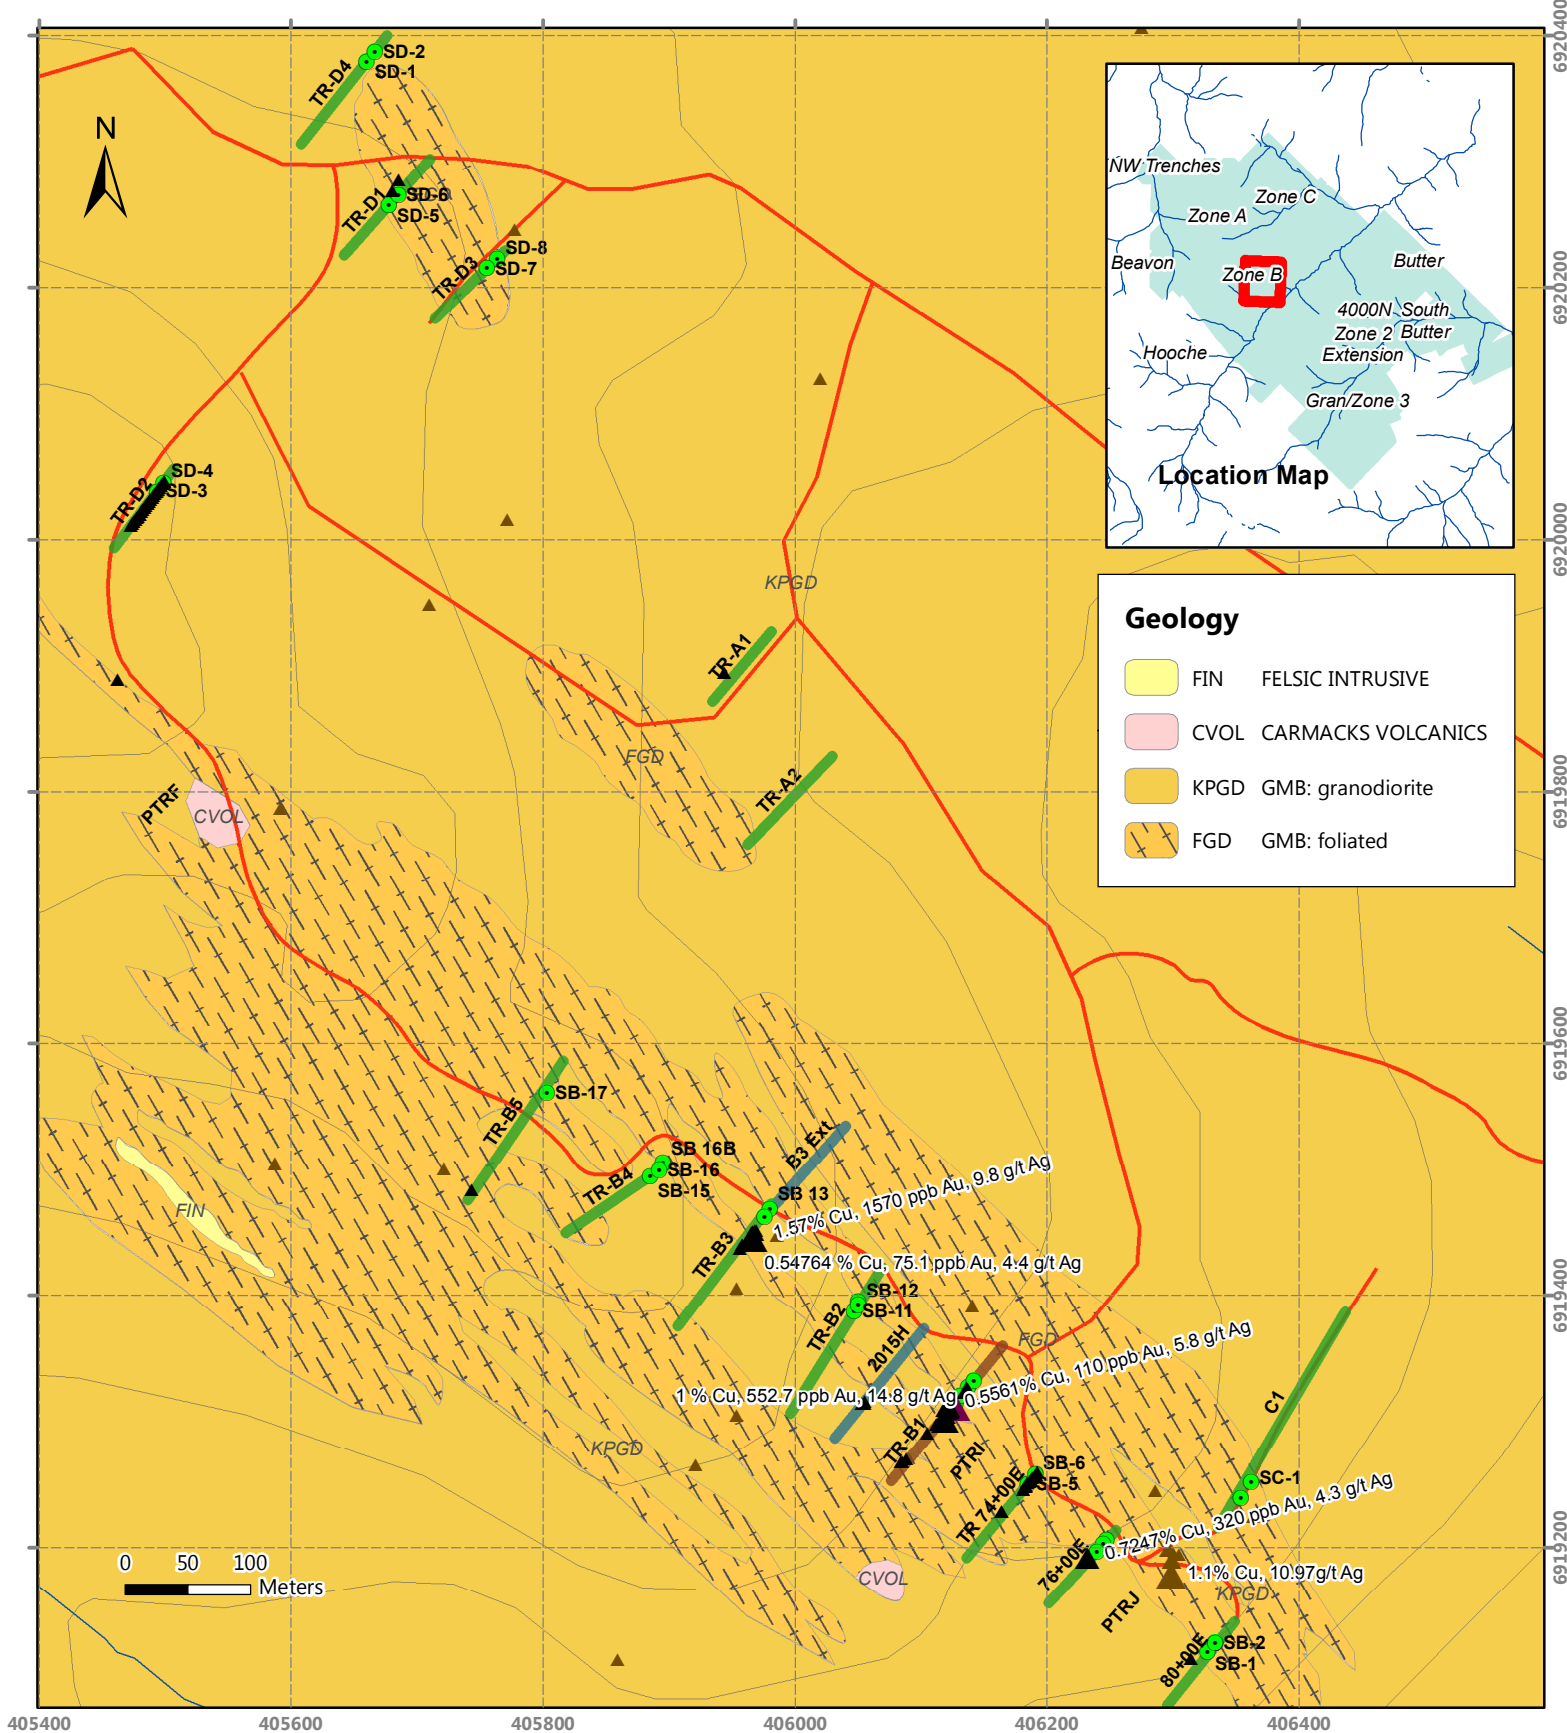 6920400
SD-2
SD-1
TR-D4
N
SD-6
SD-5
TR-D1
SD-8
SD-7
TR-D3
6920200
NW Trenches
Zone C
Zone A
Beavon
Zone B
Butter
4000N
South
Zone 2
Butter
Extension
Hooche
Gran/Zone 3
Location Map
SD-4
SD-3
TR-D2
6920000
KPGD
TR-A1
Geology
FIN FELSIC INTRUSIVE
CVOL CARMACKS VOLCANICS
KPGD GMB: granodiorite
FGD GMB: foliated
FGD
TR-A2
6919800
PTRF
CVOL
6919600
SB-17
TR-B5
SB 16B
SB-16
SB-15
TR-B4
B3 Ext
SB 13
1.57% Cu, 1570 ppb Au, 9.8 g/t Ag
FIN
TR-B3
0.54764 % Cu, 75.1 ppb Au, 4.4 g/t Ag
6919400
SB-12
SB-11
TR-B2
2015H
FGD
0.5561% Cu, 110 ppb Au, 5.8 g/t Ag
1 % Cu, 552.7 ppb Au, 14.8 g/t Ag
C1
KPGD
TR-B1
PTRI
SB-6
SB-5
TR 74+00E
SC-1
0.7247% Cu, 320 ppb Au, 4.3 g/t Ag
6919200
76+00E
1.1% Cu, 10.97g/t Ag
CVOL
KPGD
PTRJ
0 50 100
Meters
SB-2
SB-1
80+00E
405400 405600 405800 406000 406200 406400